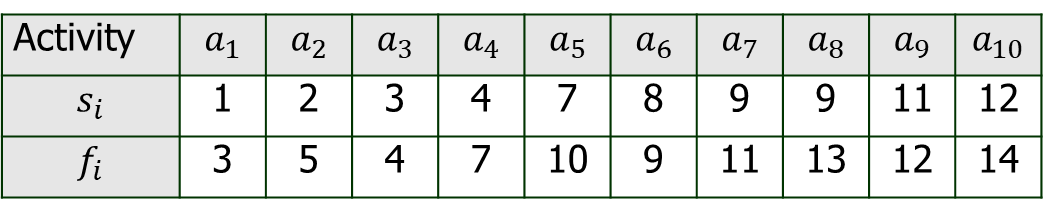 Activity a₁ a₂ a₃ a₄ a₅ a₆ a₇ a₈ a₉ a₁₀
sᵢ 1 2 3 4 7 8 9 9 11 12
fᵢ 3 5 4 7 10 9 11 13 12 14